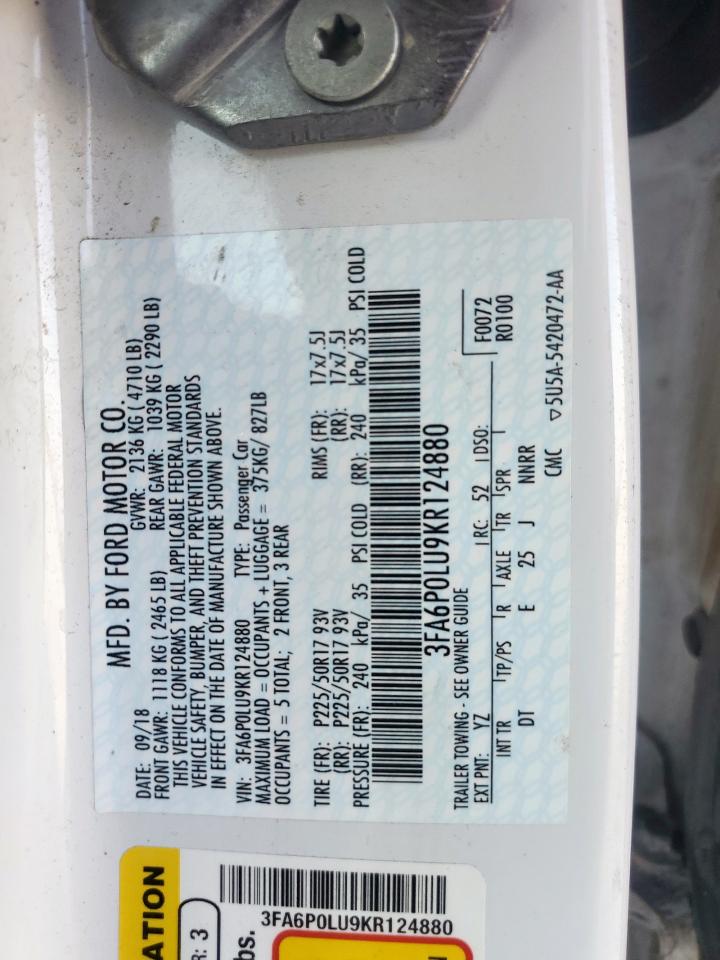 MFD. BY FORD MOTOR CO.
DATE: 09/18 GVWR: 2136 KG ( 4710 LB)
FRONT GAWR: 1118 KG ( 2465 LB) REAR GAWR: 1039 KG ( 2290 LB)
THIS VEHICLE CONFORMS TO ALL APPLICABLE FEDERAL MOTOR
VEHICLE SAFETY, BUMPER, AND THEFT PREVENTION STANDARDS
IN EFFECT ON THE DATE OF MANUFACTURE SHOWN ABOVE.
VIN: 3FA6P0LU9KR124880 TYPE: Passenger Car
MAXIMUM LOAD = OCCUPANTS + LUGGAGE = 375KG/ 827LB
OCCUPANTS = 5 TOTAL; 2 FRONT, 3 REAR
TIRE (FR): P225/50R17 93V RIMS (FR): 17x7.5J
(RR): P225/50R17 93V (RR): 17x7.5J
PRESSURE (FR): 240 kPa/ 35 PSI COLD (RR): 240 kPa/ 35 PSI COLD
3FA6P0LU9KR124880
TRAILER TOWING - SEE OWNER GUIDE
F0072
EXT PNT: YZ RC: 52 DSO: R0100
INT TR TP/PS R AXLE TR SPR
DT E 25 J NNRR
CMC ▽5U5A-5420472-AA
ATION
R: 3
3FA6P0LU9KR124880
bs.